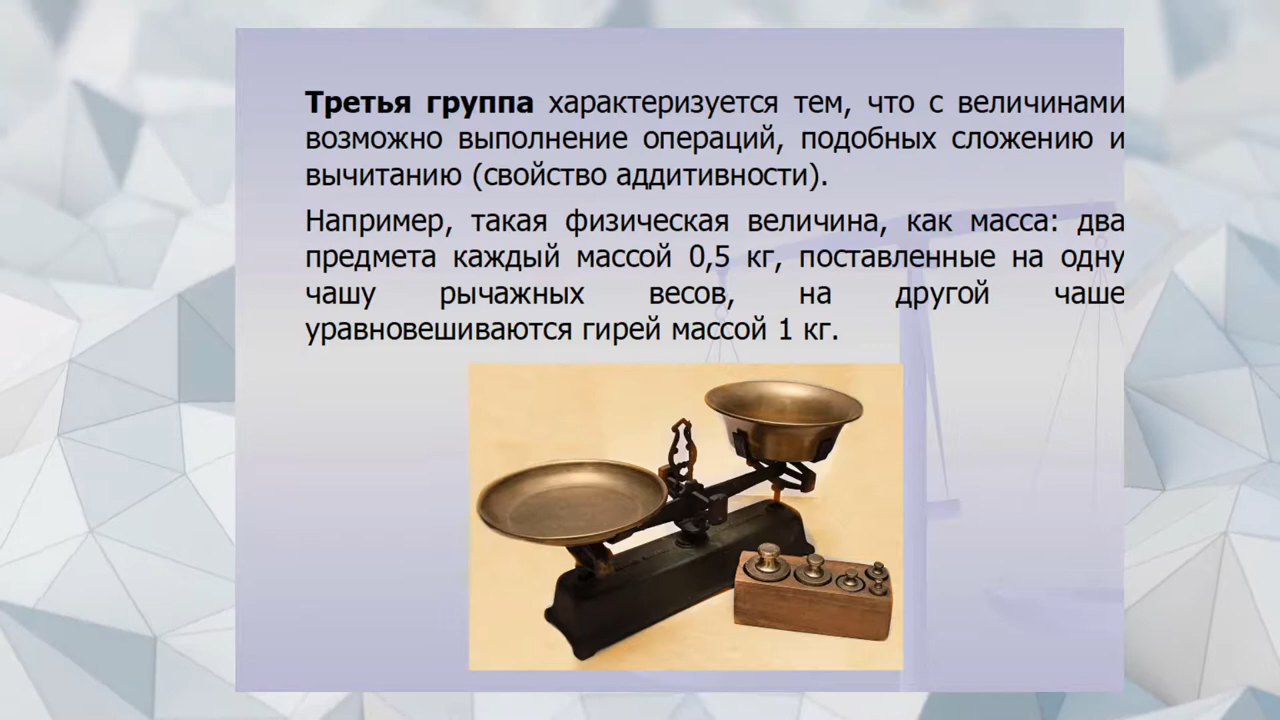 Третья группа характеризуется тем, что с величинами
возможно выполнение операций, подобных сложению и
вычитанию (свойство аддитивности).
Например, такая физическая величина, как масса: два
предмета каждый массой 0,5 кг, поставленные на одну
чашу рычажных весов, на другой чаше
уравновешиваются гирей массой 1 кг.